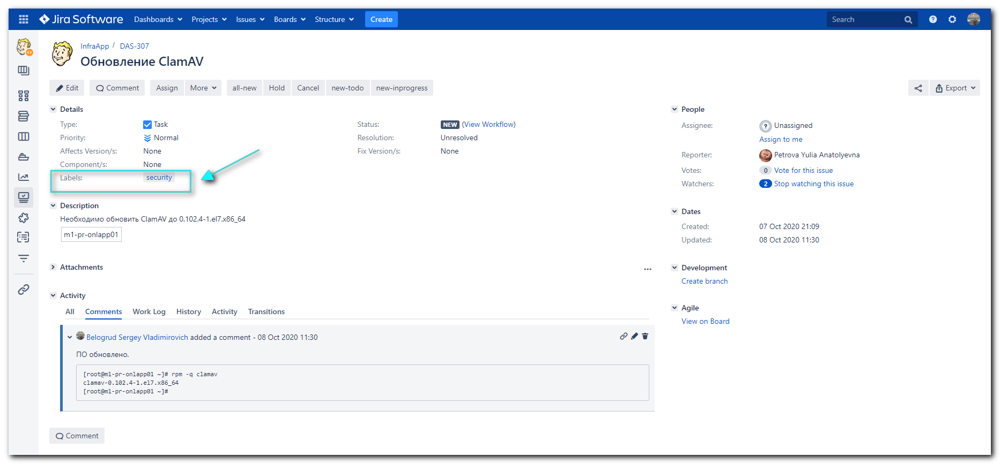 Jira Software Dashboards Projects Issues Boards Structure Create Search
InfraApp / DAS-307
Обновление ClamAV
Edit Comment Assign More all-new Hold Cancel new-todo new-inprogress Export
Details
Type: Task
Status: NEW (View Workflow)
Priority: Normal
Resolution: Unresolved
Affects Version/s: None
Fix Version/s: None
Component/s: None
Labels: security
Description
Необходимо обновить ClamAV до 0.102.4-1.el7.x86_64
m1-pr-onlapp01
Attachments
Activity
All Comments Work Log History Activity Transitions
Belogrud Sergey Vladimirovich added a comment - 08 Oct 2020 11:30
ПО обновлено.
[root@m1-pr-onlapp01 ~]# rpm -q clamav
clamav-0.102.4-1.el7.x86_64
[root@m1-pr-onlapp01 ~]#
Comment
People
Assignee: Unassigned
Assign to me
Reporter: Petrova Yulia Anatolyevna
Votes: 0 Vote for this issue
Watchers: 2 Stop watching this issue
Dates
Created: 07 Oct 2020 21:09
Updated: 08 Oct 2020 11:30
Development
Create branch
Agile
View on Board